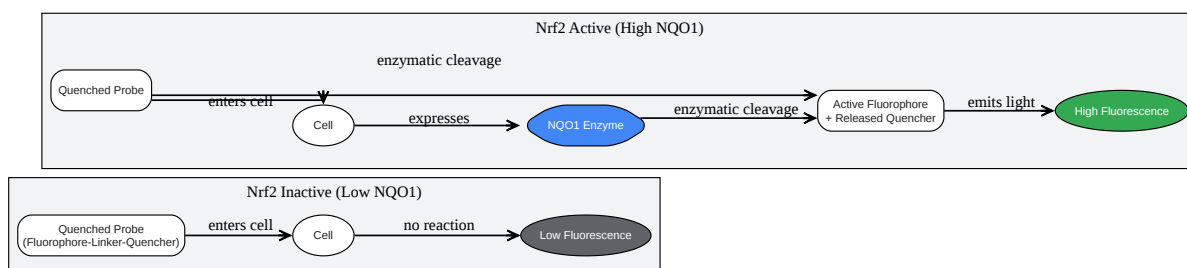 Nrf2 Active (High NQO1)
enzymatic cleavage
Quenched Probe
enters cell
Cell
expresses
NQO1 Enzyme
enzymatic cleavage
Active Fluorophore
+ Released Quencher
emits light
High Fluorescence
Nrf2 Inactive (Low NQO1)
Quenched Probe
(Fluorophore-Linker-Quencher)
enters cell
Cell
no reaction
Low Fluorescence